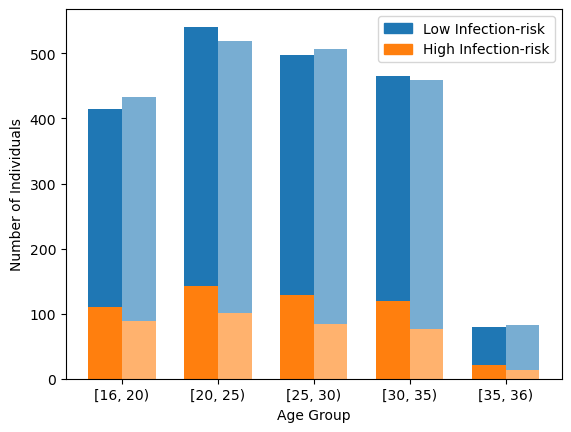 Low Infection-risk
High Infection-risk
Number of Individuals
500
400
300
200
100
0
[16, 20) [20, 25) [25, 30) [30, 35) [35, 36)
Age Group